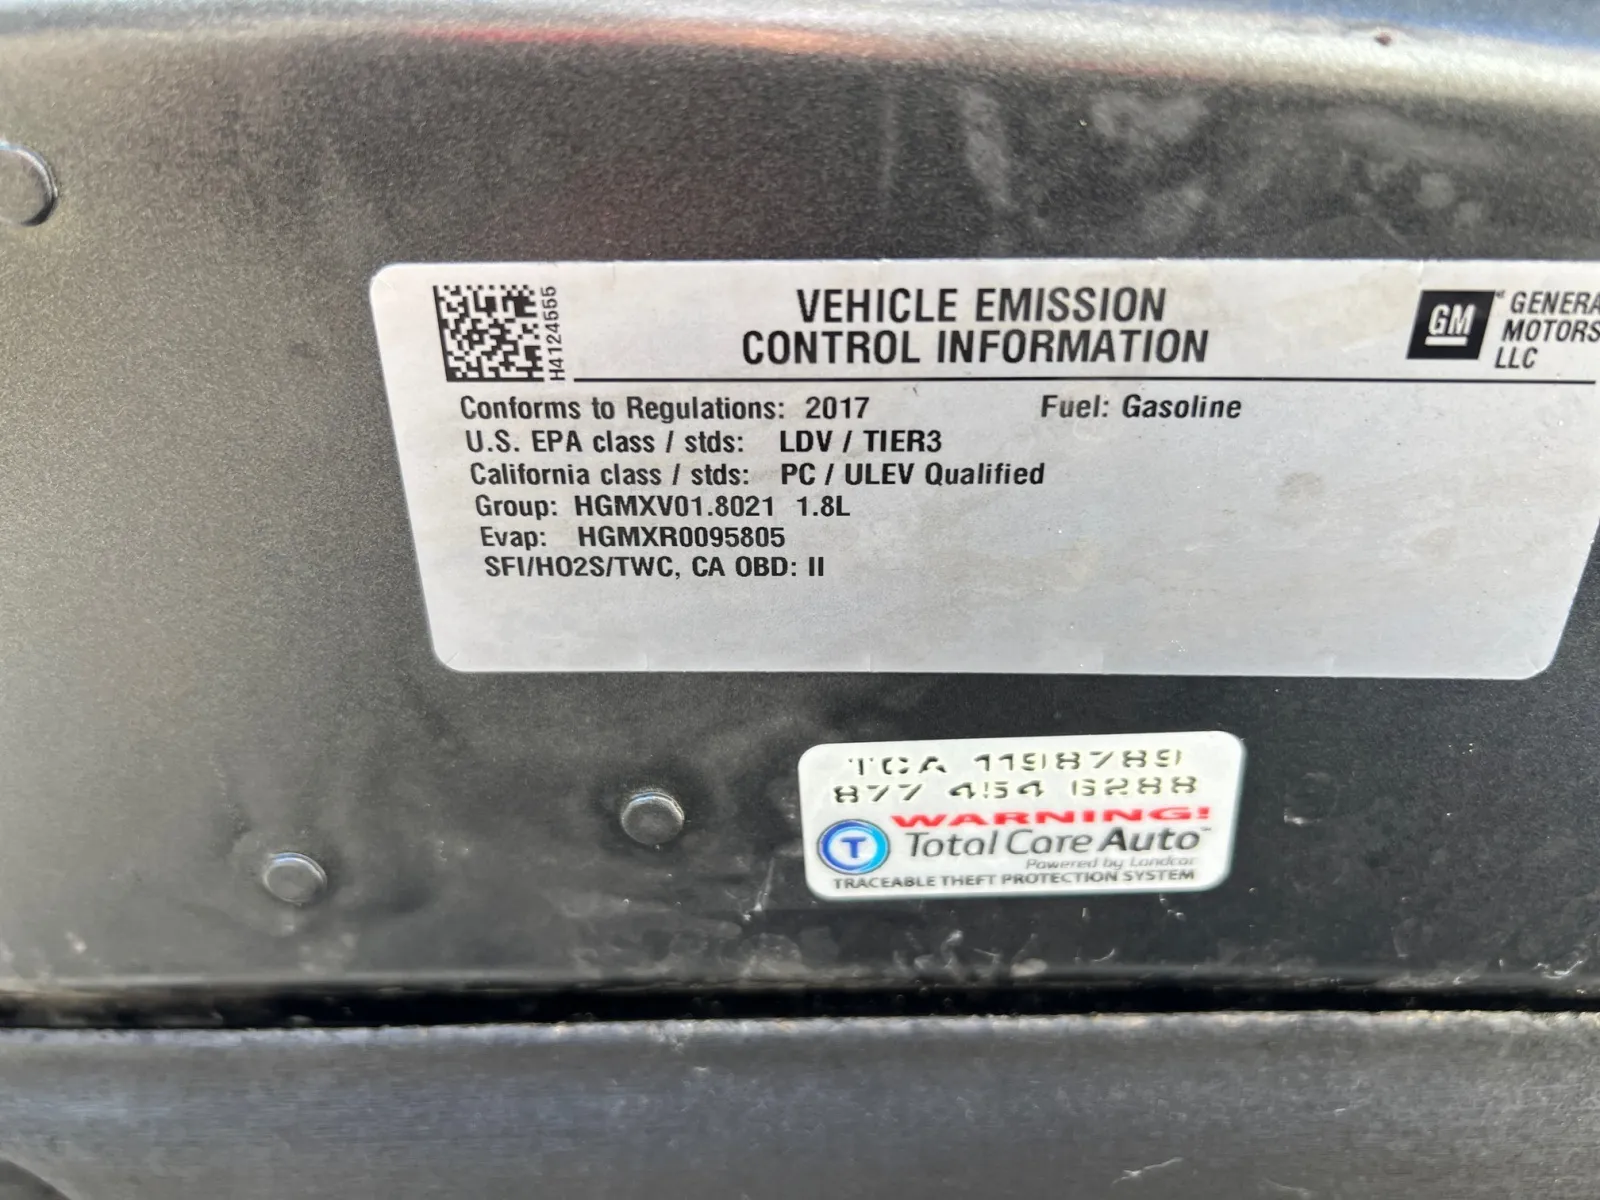 H4124555
VEHICLE EMISSION
CONTROL INFORMATION
GM
GENERA
MOTORS
LLC
Conforms to Regulations: 2017 Fuel: Gasoline
U.S. EPA class / stds: LDV / TIER3
California class / stds: PC / ULEV Qualified
Group: HGMXV01.8021 1.8L
Evap: HGMXR0095805
SFI/HO2S/TWC, CA OBD: II
TCA 1198789
877 454 6288
WARNING!
T
Total Care Auto™
Powered by Landcar
TRACEABLE THEFT PROTECTION SYSTEM